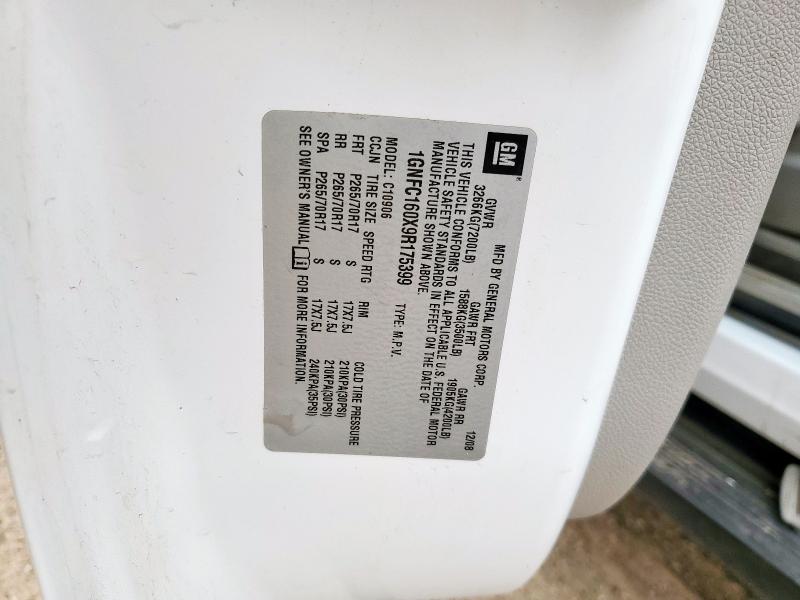 GM®
MFD BY GENERAL MOTORS CORP. 12/08
GVWR GAWR FRT GAWR RR
3266KG(7200LB) 1588KG(3500LB) 1905KG(4200LB)
THIS VEHICLE CONFORMS TO ALL APPLICABLE U.S. FEDERAL MOTOR
VEHICLE SAFETY STANDARDS IN EFFECT ON THE DATE OF
MANUFACTURE SHOWN ABOVE.
1GNFC160X9R175399 TYPE: M.P.V.
MODEL: C10906
CCJN TIRE SIZE SPEED RTG RIM COLD TIRE PRESSURE
FRT P265/70R17 S 17X7.5J 210KPA(30PSI)
RR P265/70R17 S 17X7.5J 210KPA(30PSI)
SPA P265/70R17 S 17X7.5J 240KPA(35PSI)
SEE OWNER'S MANUAL i FOR MORE INFORMATION.